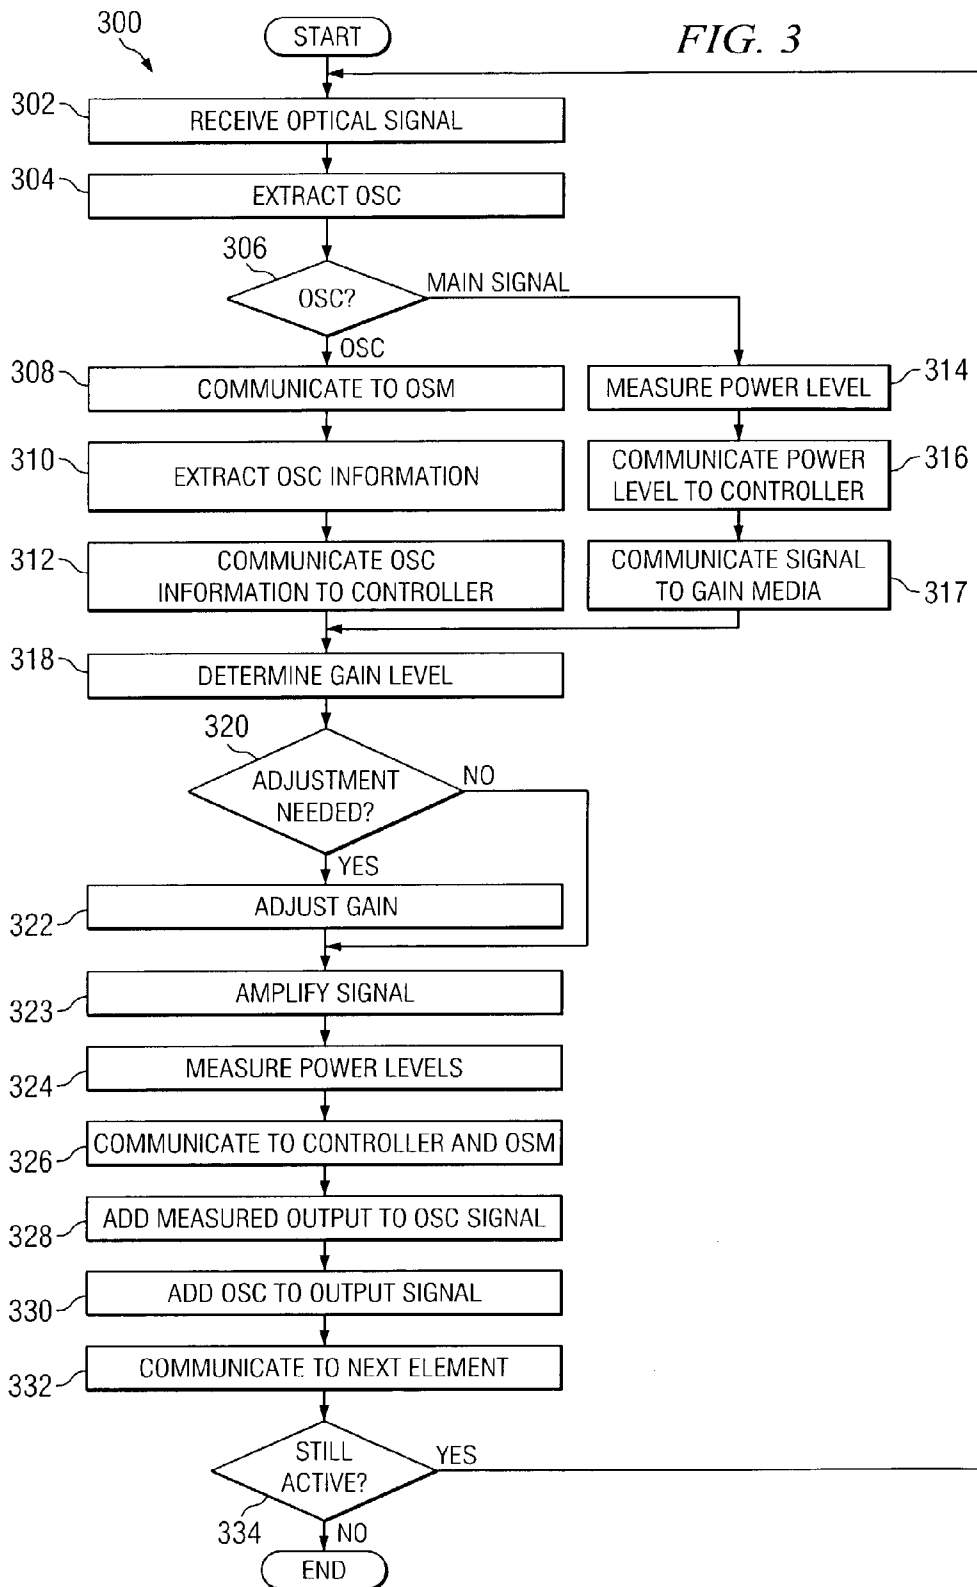 300
START
FIG. 3
302
RECEIVE OPTICAL SIGNAL
304
EXTRACT OSC
306
OSC?
MAIN SIGNAL
OSC
308
COMMUNICATE TO OSM
MEASURE POWER LEVEL
314
310
EXTRACT OSC INFORMATION
COMMUNICATE POWER
LEVEL TO CONTROLLER
316
312
COMMUNICATE OSC
INFORMATION TO CONTROLLER
COMMUNICATE SIGNAL
TO GAIN MEDIA
317
318
DETERMINE GAIN LEVEL
320
ADJUSTMENT
NEEDED?
NO
YES
322
ADJUST GAIN
323
AMPLIFY SIGNAL
324
MEASURE POWER LEVELS
326
COMMUNICATE TO CONTROLLER AND OSM
328
ADD MEASURED OUTPUT TO OSC SIGNAL
330
ADD OSC TO OUTPUT SIGNAL
332
COMMUNICATE TO NEXT ELEMENT
STILL
ACTIVE?
YES
334
NO
END